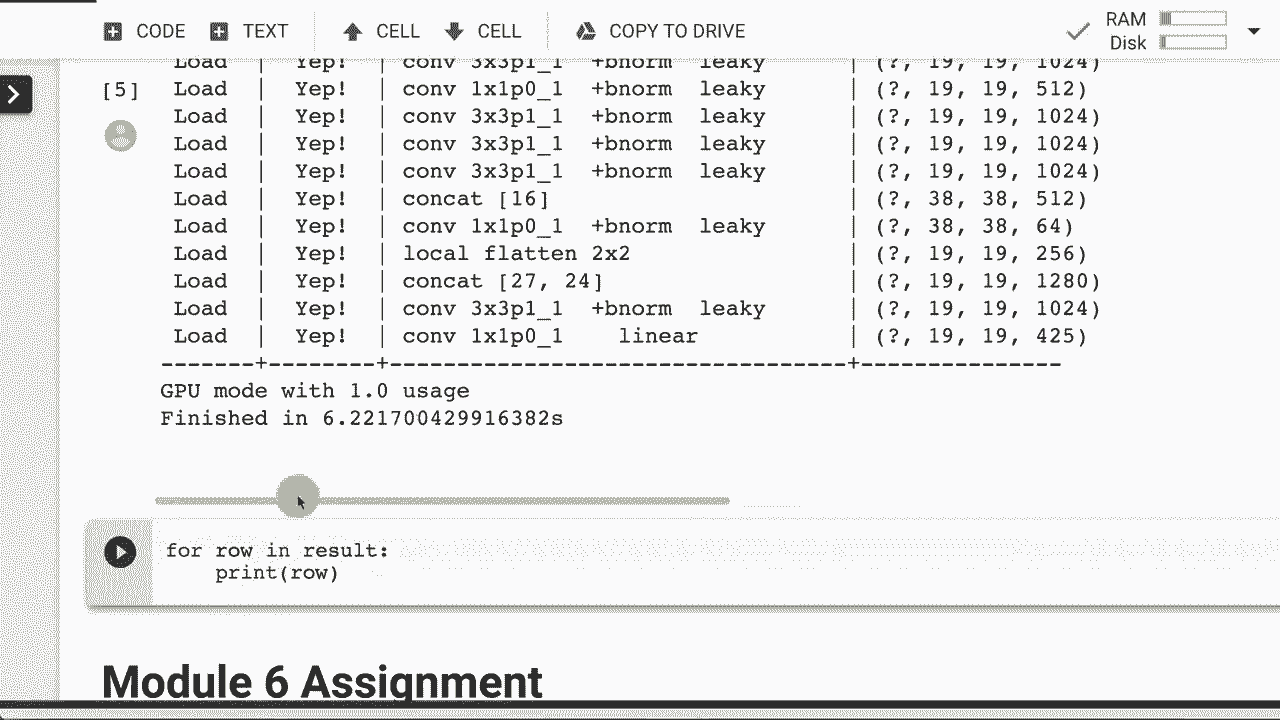 CODE TEXT CELL CELL COPY TO DRIVE RAM
Disk
Load | Yep! | conv 3x3p1_1 +bnorm leaky | (?, 19, 19, 1024)
[5] Load | Yep! | conv 1x1p0_1 +bnorm leaky | (?, 19, 19, 512)
Load | Yep! | conv 3x3p1_1 +bnorm leaky | (?, 19, 19, 1024)
Load | Yep! | conv 3x3p1_1 +bnorm leaky | (?, 19, 19, 1024)
Load | Yep! | conv 3x3p1_1 +bnorm leaky | (?, 19, 19, 1024)
Load | Yep! | concat [16] | (?, 38, 38, 512)
Load | Yep! | conv 1x1p0_1 +bnorm leaky | (?, 38, 38, 64)
Load | Yep! | local flatten 2x2 | (?, 19, 19, 256)
Load | Yep! | concat [27, 24] | (?, 19, 19, 1280)
Load | Yep! | conv 3x3p1_1 +bnorm leaky | (?, 19, 19, 1024)
Load | Yep! | conv 1x1p0_1 linear | (?, 19, 19, 425)
-------+--------+----------------------------------+---------------
GPU mode with 1.0 usage
Finished in 6.221700429916382s
for row in result:
print(row)
Module 6 Assignment